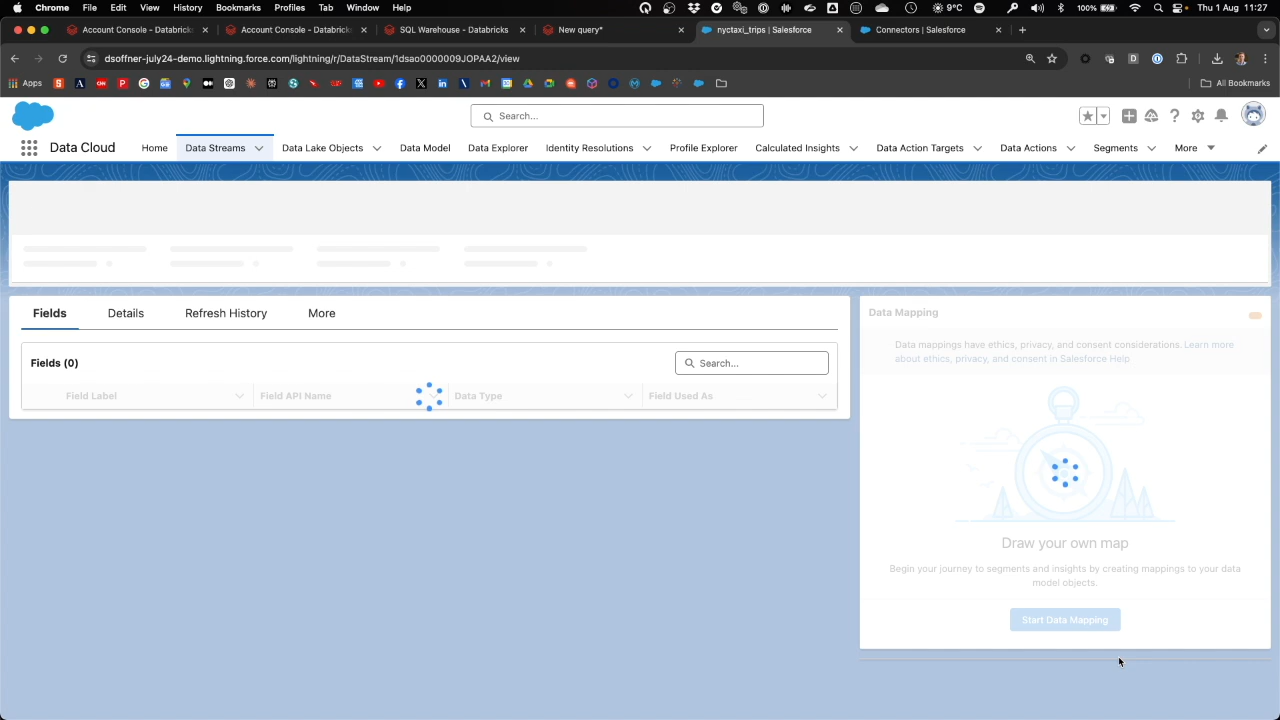 Chrome File Edit View History Bookmarks Profiles Tab Window Help 9°C 100% Thu 1 Aug 11:27
Account Console - Databricks Account Console - Databricks SQL Warehouse - Databricks New query* nyctaxi_trips | Salesforce Connectors | Salesforce
dsoffner-july24-demo.lightning.force.com/lightning/r/DataStream/1dsao0000009JOPAA2/view
Apps All Bookmarks
Search...
Data Cloud Home Data Streams Data Lake Objects Data Model Data Explorer Identity Resolutions Profile Explorer Calculated Insights Data Action Targets Data Actions Segments More
Fields Details Refresh History More
Fields (0) Search...
Field Label Field API Name Data Type Field Used As
Data Mapping
Data mappings have ethics, privacy, and consent considerations. Learn more
about ethics, privacy, and consent in Salesforce Help
Draw your own map
Begin your journey to segments and insights by creating mappings to your data
model objects.
Start Data Mapping